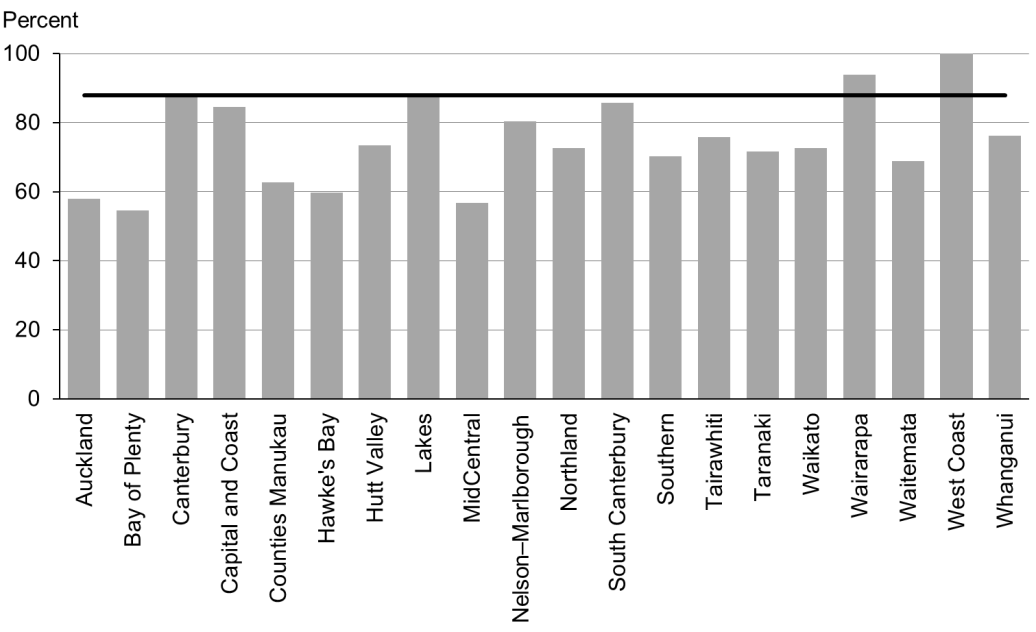 Percent
100
80
60
40
20
0
Auckland
Bay of Plenty
Canterbury
Capital and Coast
Counties Manukau
Hawke's Bay
Hutt Valley
Lakes
MidCentral
Nelson–Marlborough
Northland
South Canterbury
Southern
Tairawhiti
Taranaki
Waikato
Wairarapa
Waitemata
West Coast
Whanganui